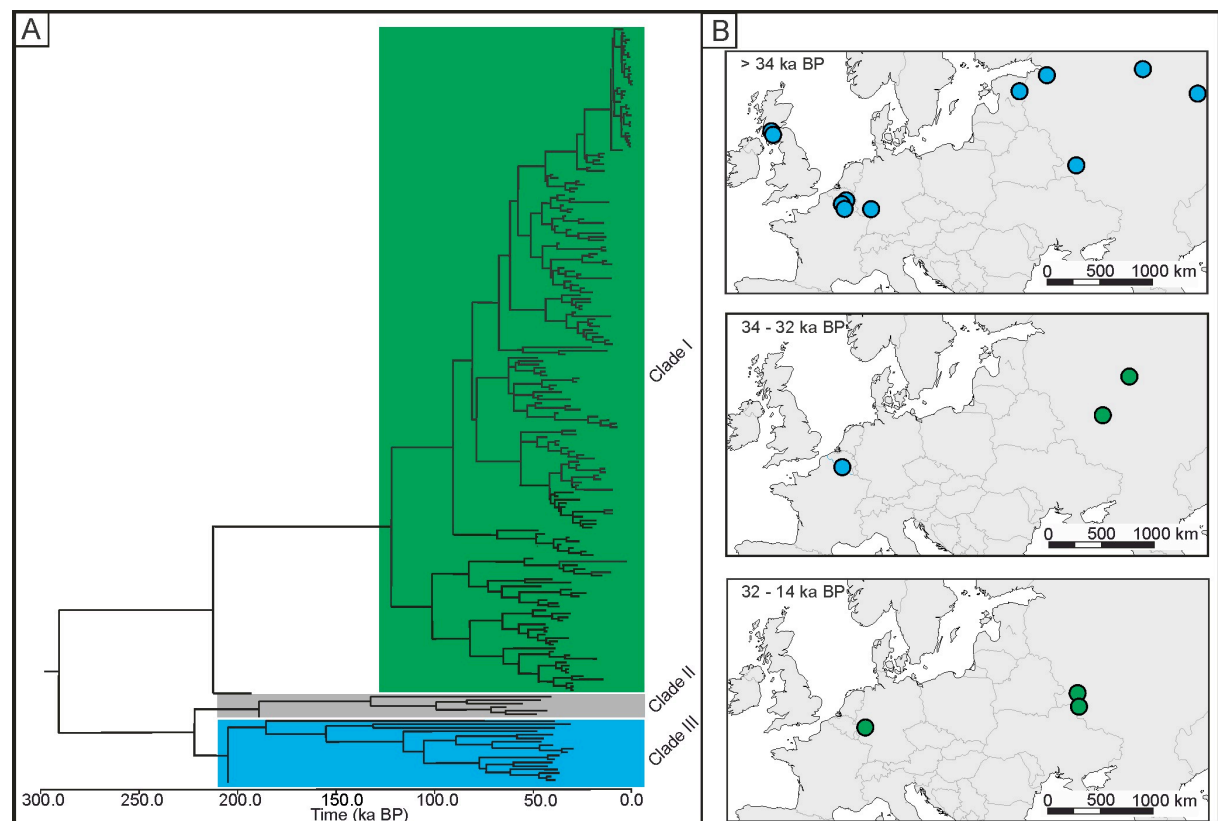 A
Clade I
Clade II
Clade III
300.0 250.0 200.0 150.0 100.0 50.0 0.0
Time (ka BP)
B
> 34 ka BP
0 500 1000 km
34 - 32 ka BP
0 500 1000 km
32 - 14 ka BP
0 500 1000 km